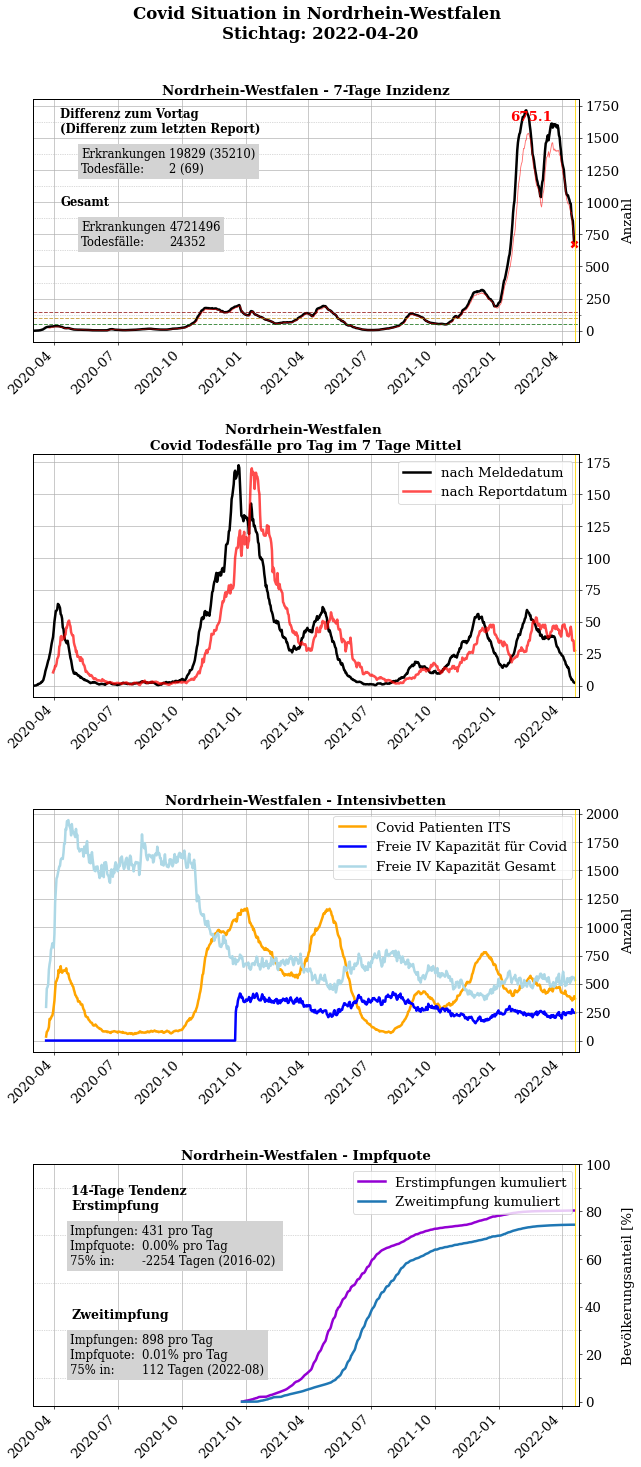 Covid Situation in Nordrhein-Westfalen
Stichtag: 2022-04-20
Nordrhein-Westfalen - 7-Tage Inzidenz
Differenz zum Vortag
(Differenz zum letzten Report)
Erkrankungen 19829 (35210)
Todesfälle: 2 (69)
Gesamt
Erkrankungen 4721496
Todesfälle: 24352
675.1
1750
1500
1250
1000
750
500
250
0
Anzahl
2020-04 2020-07 2020-10 2021-01 2021-04 2021-07 2021-10 2022-01 2022-04
Nordrhein-Westfalen
Covid Todesfälle pro Tag im 7 Tage Mittel
nach Meldedatum
nach Reportdatum
175
150
125
100
75
50
25
0
2020-04 2020-07 2020-10 2021-01 2021-04 2021-07 2021-10 2022-01 2022-04
Nordrhein-Westfalen - Intensivbetten
Covid Patienten ITS
Freie IV Kapazität für Covid
Freie IV Kapazität Gesamt
2000
1750
1500
1250
1000
750
500
250
0
Anzahl
2020-04 2020-07 2020-10 2021-01 2021-04 2021-07 2021-10 2022-01 2022-04
Nordrhein-Westfalen - Impfquote
14-Tage Tendenz
Erstimpfung
Impfungen: 431 pro Tag
Impfquote: 0.00% pro Tag
75% in: -2254 Tagen (2016-02)
Zweitimpfung
Impfungen: 898 pro Tag
Impfquote: 0.01% pro Tag
75% in: 112 Tagen (2022-08)
Erstimpfungen kumuliert
Zweitimpfung kumuliert
100
80
60
40
20
0
Bevölkerungsanteil [%]
2020-04 2020-07 2020-10 2021-01 2021-04 2021-07 2021-10 2022-01 2022-04